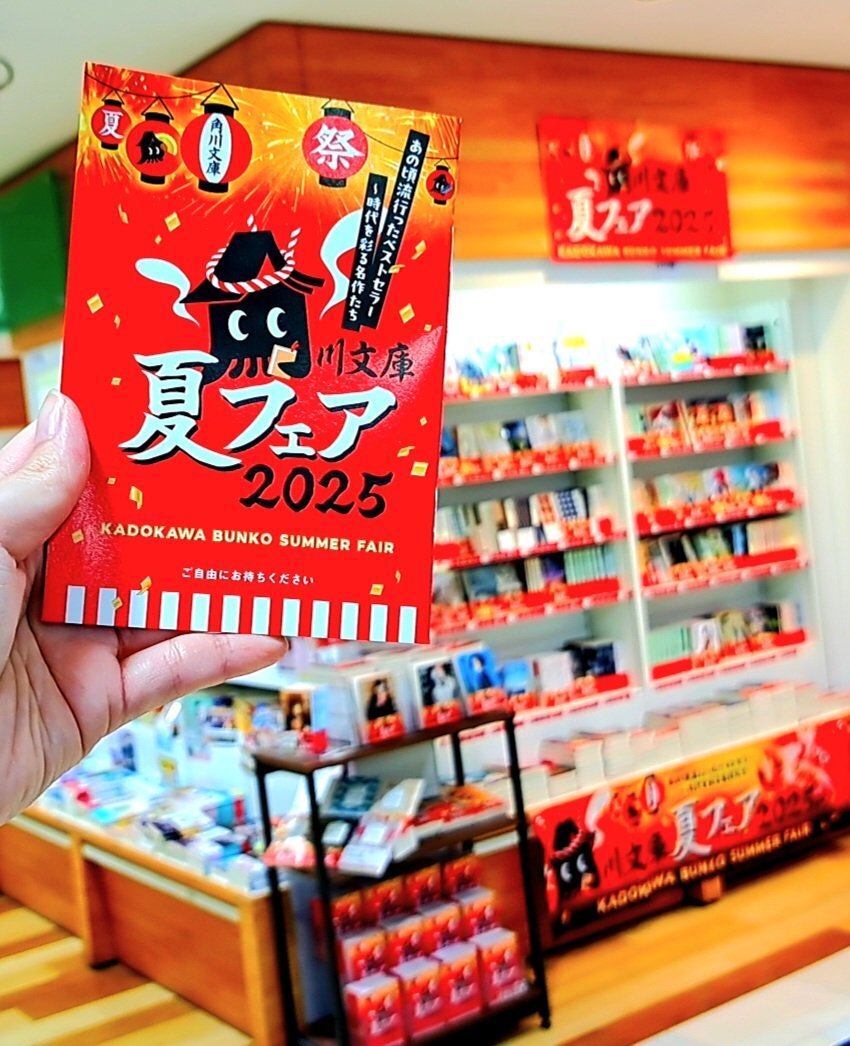 夏
角川文庫
祭
あの頃流行ったベストセラー
～時代を彩る名作たち
川文庫
夏フェア
2025
KADOKAWA BUNKO SUMMER FAIR
ご自由にお持ちください
川文庫
夏フェア2025
KADOKAWA BUNKO SUMMER FAIR
川文庫 夏フェア2025
KADOKAWA BUNKO SUMMER FAIR